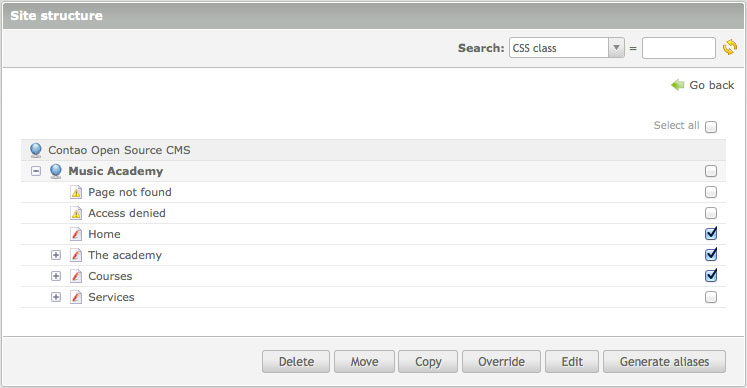 Site structure
Search: CSS class =
Go back
Select all
Contao Open Source CMS
Music Academy
Page not found
Access denied
Home
The academy
Courses
Services
Delete Move Copy Override Edit Generate aliases